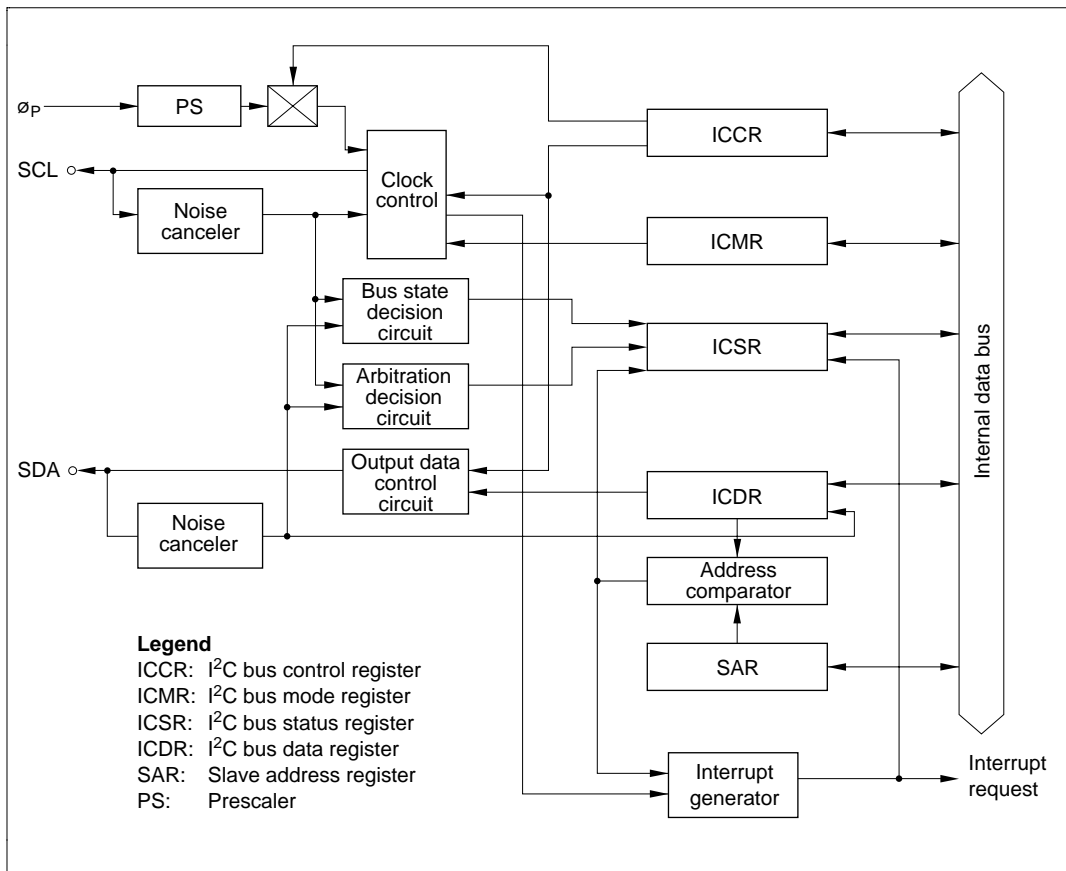 øP
PS
ICCR
SCL
Clock
control
Noise
canceler
ICMR
Bus state
decision
circuit
ICSR
Arbitration
decision
circuit
Internal data bus
SDA
Output data
control
circuit
ICDR
Noise
canceler
Address
comparator
SAR
Legend
ICCR: I²C bus control register
ICMR: I²C bus mode register
ICSR: I²C bus status register
ICDR: I²C bus data register
SAR: Slave address register
PS: Prescaler
Interrupt
generator
Interrupt
request